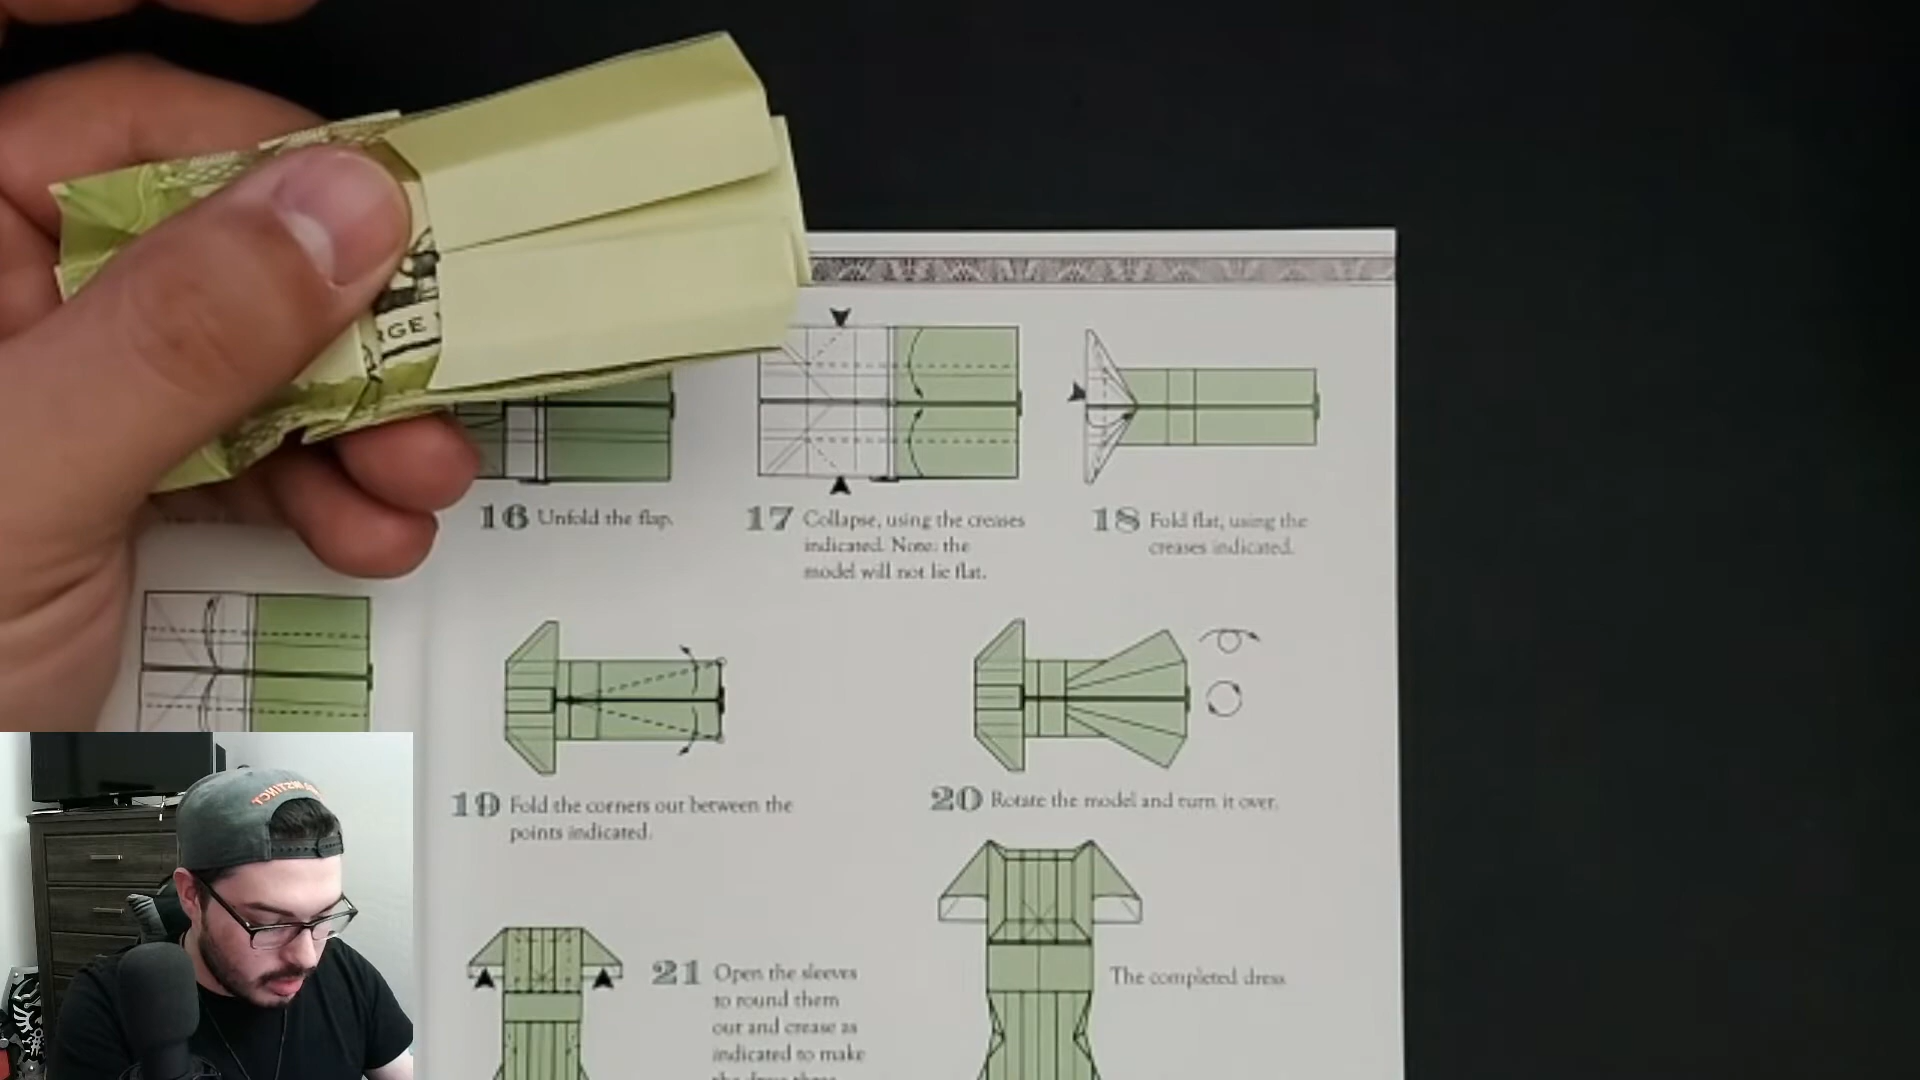 RGE
16 Unfold the flap.
17 Collapse, using the creases
indicated. Note: the
model will not lie flat.
18 Fold flat, using the
creases indicated.
19 Fold the corners out between the
points indicated.
20 Rotate the model and turn it over.
21 Open the sleeves
to round them
out and crease as
indicated to make
The completed dress